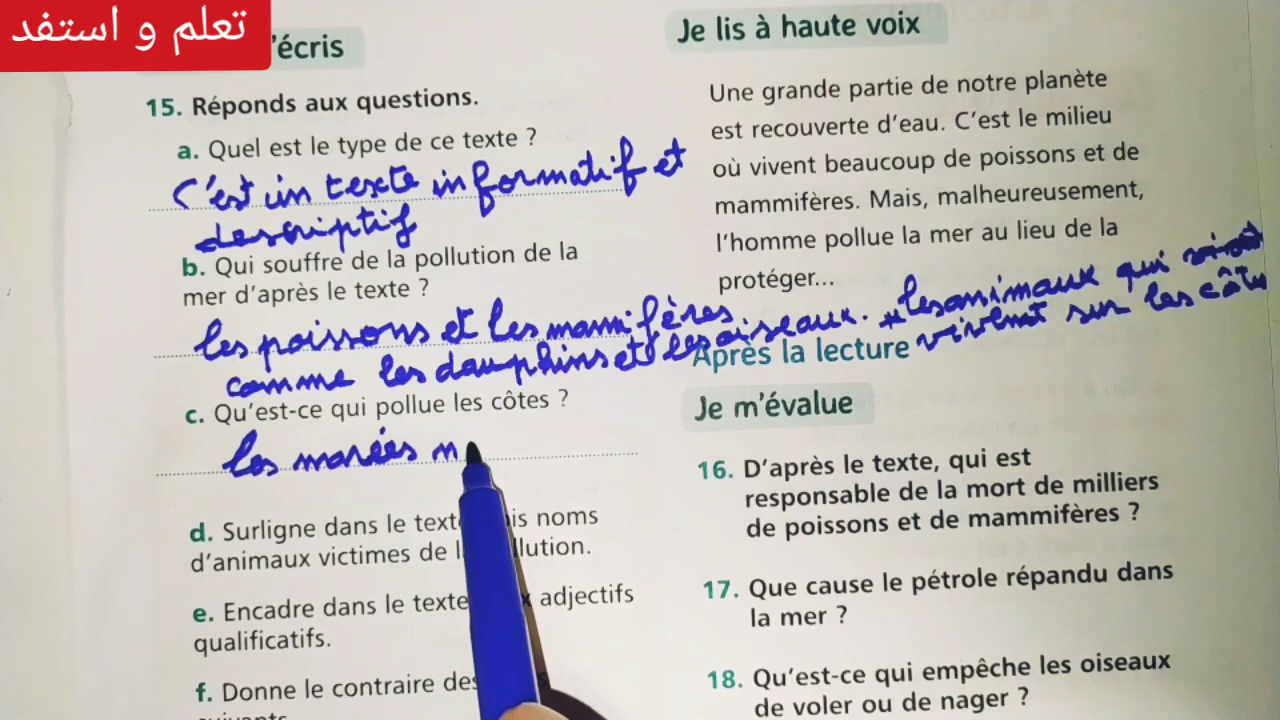 تعلم و استفد
'écris
15. Réponds aux questions.
a. Quel est le type de ce texte ?
C'est un texte informatif et
descriptif
b. Qui souffre de la pollution de la
mer d'après le texte ?
les poissons et les mammifères
comme les dauphins et les oiseaux. les animaux qui
vivent sur les côtes
c. Qu'est-ce qui pollue les côtes ?
les marées n
d. Surligne dans le texte is noms
d'animaux victimes de l llution.
e. Encadre dans le texte x adjectifs
qualificatifs.
f. Donne le contraire des
Je lis à haute voix
Une grande partie de notre planète
est recouverte d'eau. C'est le milieu
où vivent beaucoup de poissons et de
mammifères. Mais, malheureusement,
l'homme pollue la mer au lieu de la
protéger...
Après la lecture
Je m'évalue
16. D'après le texte, qui est
responsable de la mort de milliers
de poissons et de mammifères ?
17. Que cause le pétrole répandu dans
la mer ?
18. Qu'est-ce qui empêche les oiseaux
de voler ou de nager ?